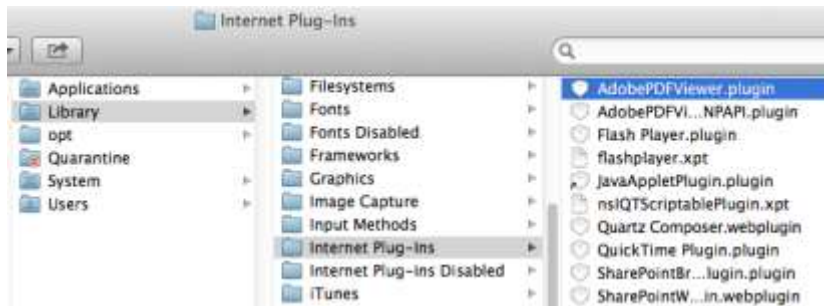 Internet Plug-Ins
Applications
Library
opt
Quarantine
System
Users
Filesystems
Fonts
Fonts Disabled
Frameworks
Graphics
Image Capture
Input Methods
Internet Plug-Ins
Internet Plug-Ins Disabled
iTunes
AdobePDFViewer.plugin
AdobePDFVi...NPAPI.plugin
Flash Player.plugin
flashplayer.xpt
JavaAppletPlugin.plugin
nsIQTScriptablePlugin.xpt
Quartz Composer.webplugin
QuickTime Plugin.plugin
SharePointBr...lugin.plugin
SharePointW...in.webplugin